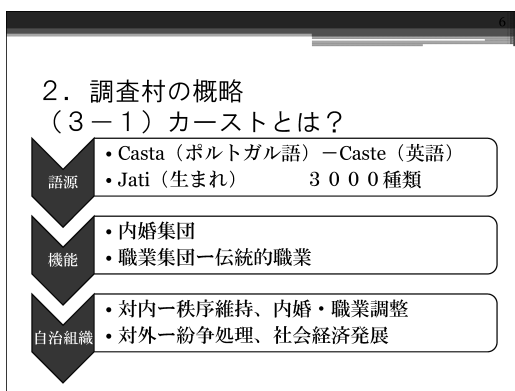 6
２．調査村の概略
（３－１）カーストとは？
語源
• Casta（ポルトガル語）－Caste（英語）
• Jati（生まれ）　　　３０００種類
機能
• 内婚集団
• 職業集団ー伝統的職業
自治組織
• 対内ー秩序維持、内婚・職業調整
• 対外ー紛争処理、社会経済発展